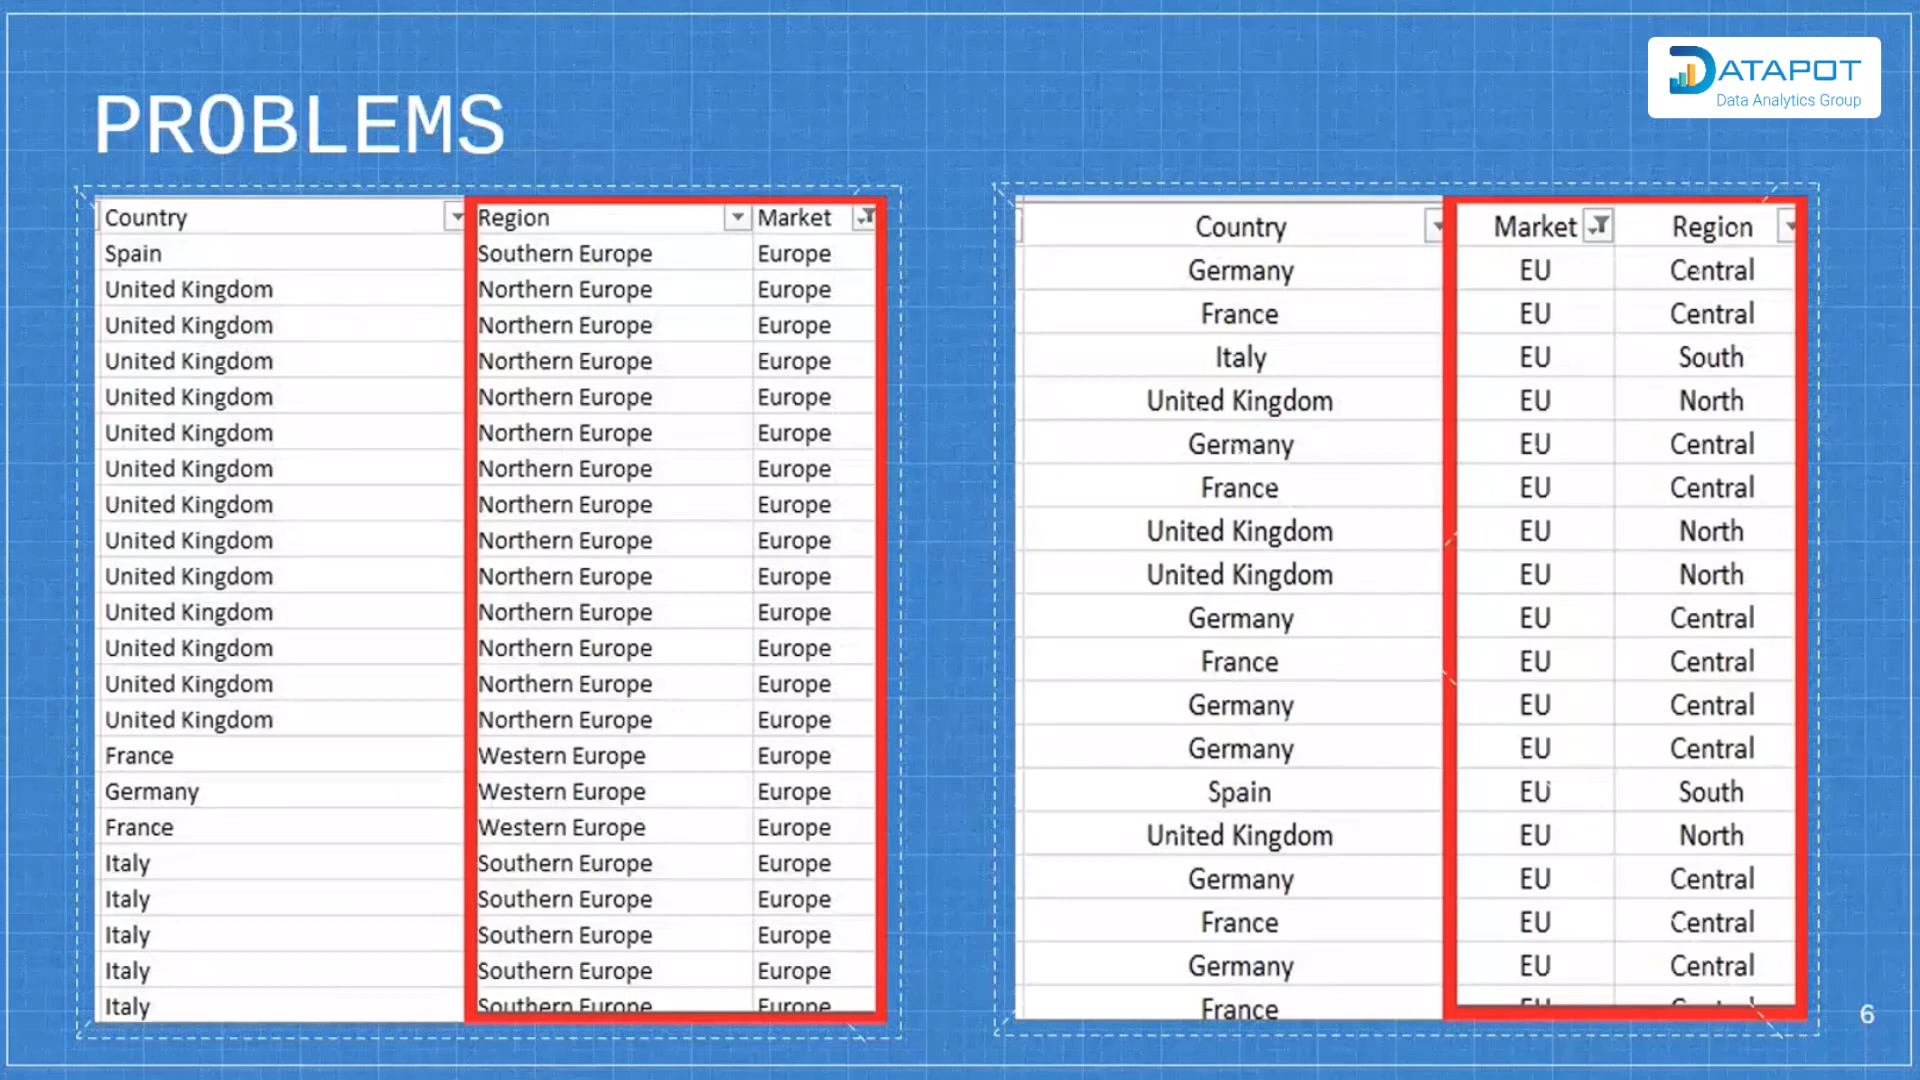 DATAPOT
Data Analytics Group
PROBLEMS
Country Region Market
Spain Southern Europe Europe
United Kingdom Northern Europe Europe
United Kingdom Northern Europe Europe
United Kingdom Northern Europe Europe
United Kingdom Northern Europe Europe
United Kingdom Northern Europe Europe
United Kingdom Northern Europe Europe
United Kingdom Northern Europe Europe
United Kingdom Northern Europe Europe
United Kingdom Northern Europe Europe
United Kingdom Northern Europe Europe
United Kingdom Northern Europe Europe
United Kingdom Northern Europe Europe
United Kingdom Northern Europe Europe
France Western Europe Europe
Germany Western Europe Europe
France Western Europe Europe
Italy Southern Europe Europe
Italy Southern Europe Europe
Italy Southern Europe Europe
Italy Southern Europe Europe
Italy Southern Europe Europe
Country Market Region
Germany EU Central
France EU Central
Italy EU South
United Kingdom EU North
Germany EU Central
France EU Central
United Kingdom EU North
United Kingdom EU North
Germany EU Central
France EU Central
Germany EU Central
Germany EU Central
Spain EU South
United Kingdom EU North
Germany EU Central
France EU Central
Germany EU Central
France
6